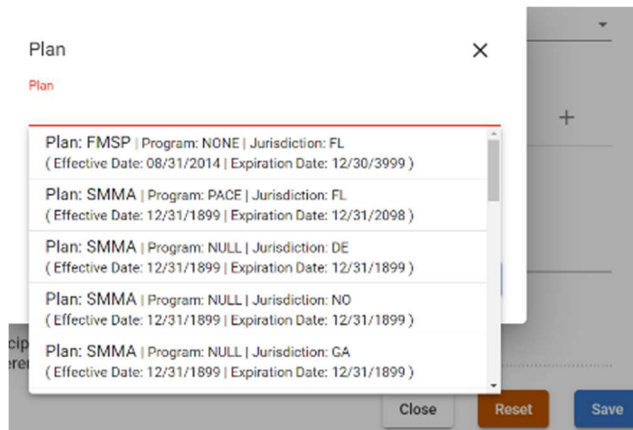 Plan
Plan
Plan: FMSP | Program: NONE | Jurisdiction: FL
( Effective Date: 08/31/2014 | Expiration Date: 12/30/3999 )
Plan: SMMA | Program: PACE | Jurisdiction: FL
( Effective Date: 12/31/1899 | Expiration Date: 12/31/2098 )
Plan: SMMA | Program: NULL | Jurisdiction: DE
( Effective Date: 12/31/1899 | Expiration Date: 12/31/1899 )
Plan: SMMA | Program: NULL | Jurisdiction: NO
( Effective Date: 12/31/1899 | Expiration Date: 12/31/1899 )
Plan: SMMA | Program: NULL | Jurisdiction: GA
( Effective Date: 12/31/1899 | Expiration Date: 12/31/1899 )
Close Reset Save